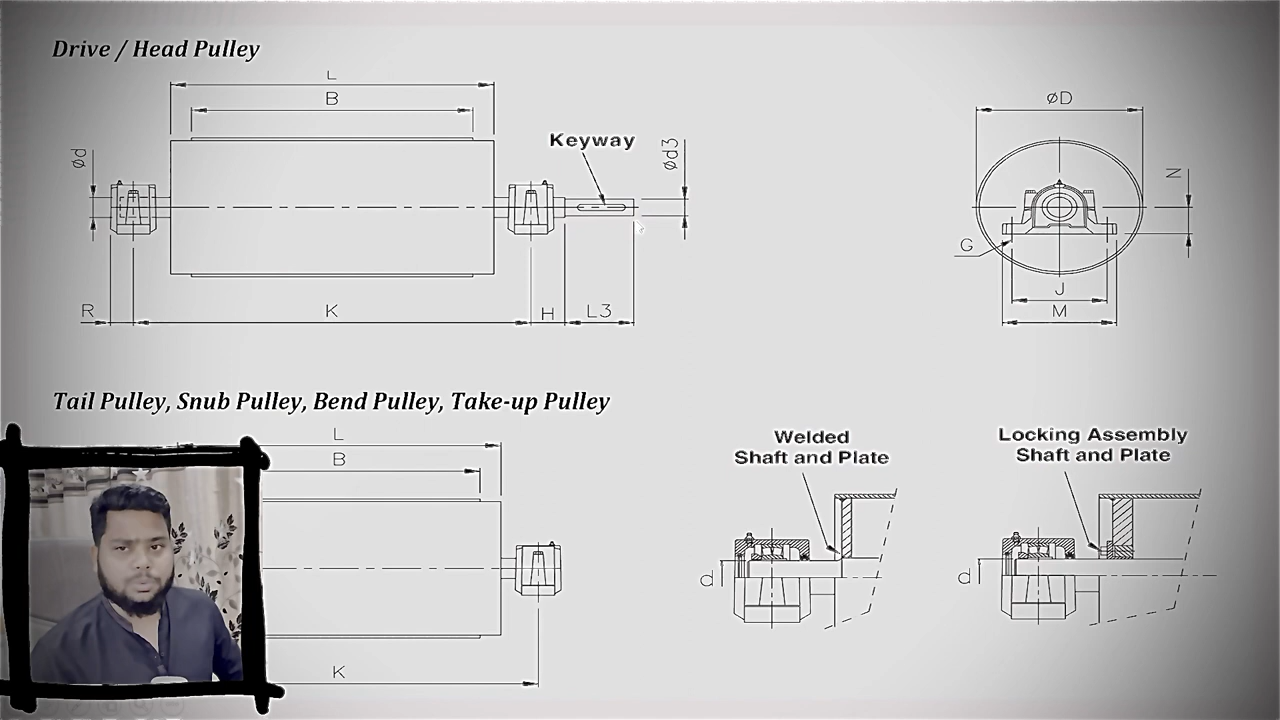 Drive / Head Pulley
L
B
Keyway
ød
ød3
R
K
H
L3
øD
N
G
J
M
Tail Pulley, Snub Pulley, Bend Pulley, Take-up Pulley
L
B
K
Welded
Shaft and Plate
d
Locking Assembly
Shaft and Plate
d